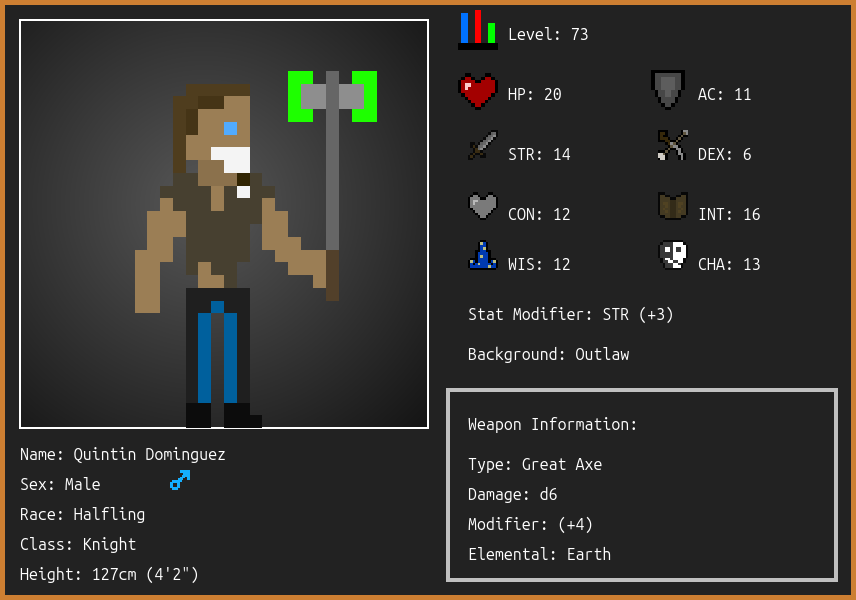 Level: 73
HP: 20
AC: 11
STR: 14
DEX: 6
CON: 12
INT: 16
WIS: 12
CHA: 13
Stat Modifier: STR (+3)
Background: Outlaw
Weapon Information:
Type: Great Axe
Damage: d6
Modifier: (+4)
Elemental: Earth
Name: Quintin Dominguez
Sex: Male
Race: Halfling
Class: Knight
Height: 127cm (4'2")